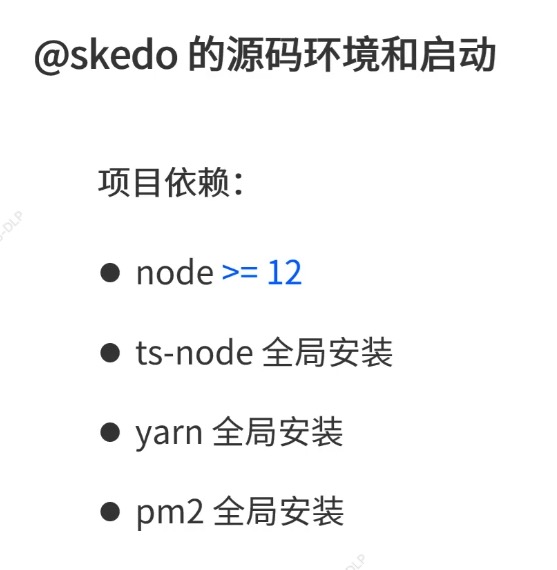 @skedo 的源码环境和启动
项目依赖：
● node >= 12
● ts-node 全局安装
● yarn 全局安装
● pm2 全局安装